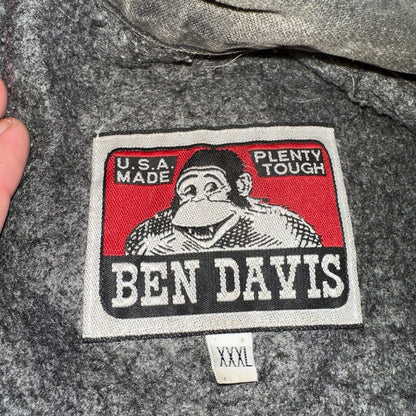 U.S.A. PLENTY
MADE TOUGH
BEN DAVIS
XXXL